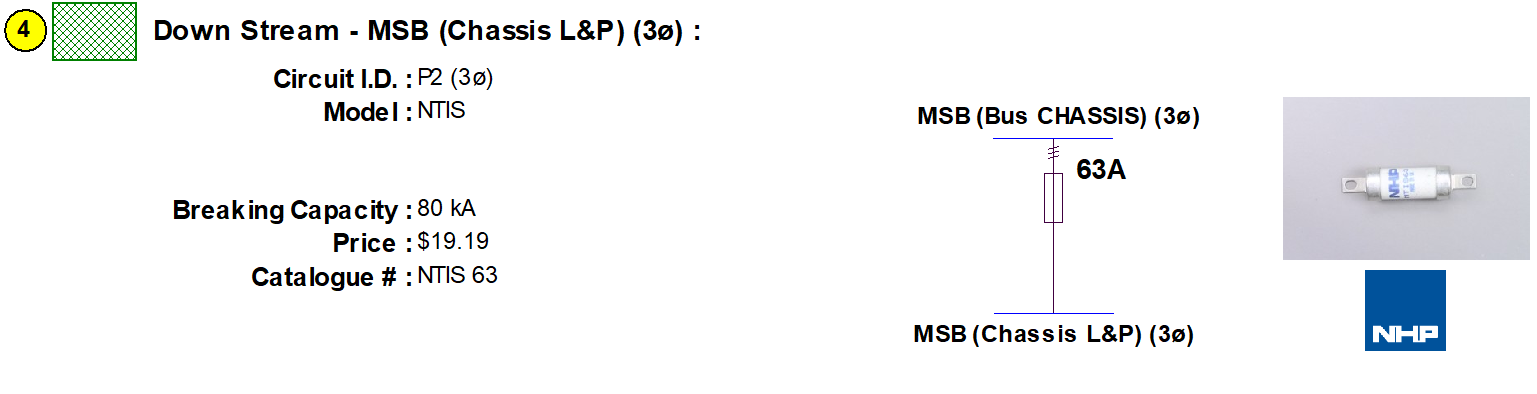 4
Down Stream - MSB (Chassis L&P) (3ø) :
Circuit I.D. : P2 (3ø)
Model : NTIS
Breaking Capacity : 80 kA
Price : $19.19
Catalogue # : NTIS 63
MSB (Bus CHASSIS) (3ø)
63A
MSB (Chassis L&P) (3ø)
NHP
NHP